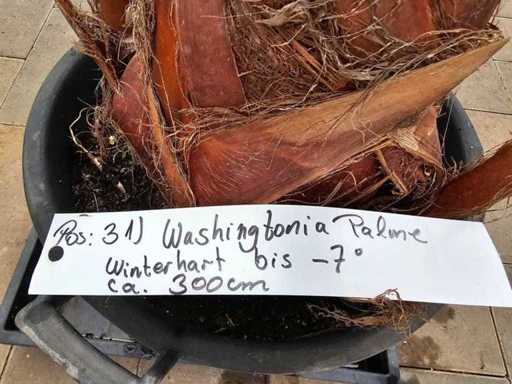 Pos: 31) Washingtonia Palme
Winterhart bis -7°
ca. 300cm